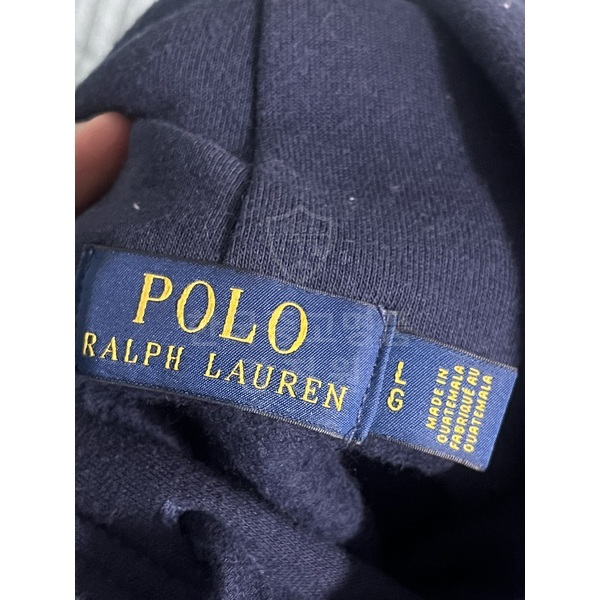 POLO
RALPH LAUREN
L
G
MADE IN
GUATEMALA
FABRIQUÉ AU
GUATEMALA